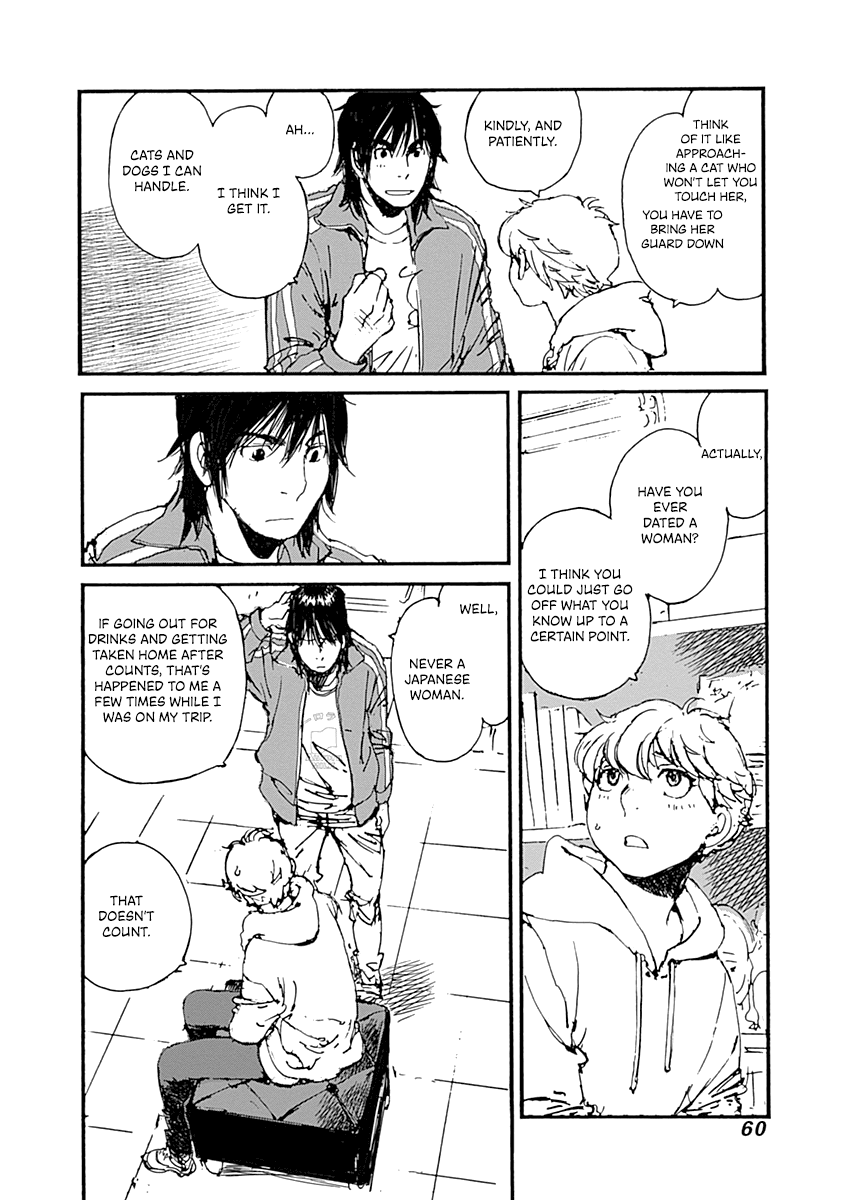 THINK
OF IT LIKE
APPROACH-
ING A CAT WHO
WON'T LET YOU
TOUCH HER,
YOU HAVE TO
BRING HER
GUARD DOWN
KINDLY, AND
PATIENTLY.
AH...
I THINK I
GET IT.
CATS AND
DOGS I CAN
HANDLE.
ACTUALLY,
HAVE YOU
EVER
DATED A
WOMAN?
I THINK YOU
COULD JUST GO
OFF WHAT YOU
KNOW UP TO A
CERTAIN POINT.
WELL,
NEVER A
JAPANESE
WOMAN.
IF GOING OUT FOR
DRINKS AND GETTING
TAKEN HOME AFTER
COUNTS, THAT'S
HAPPENED TO ME A
FEW TIMES WHILE I
WAS ON MY TRIP.
THAT
DOESN'T
COUNT.
60